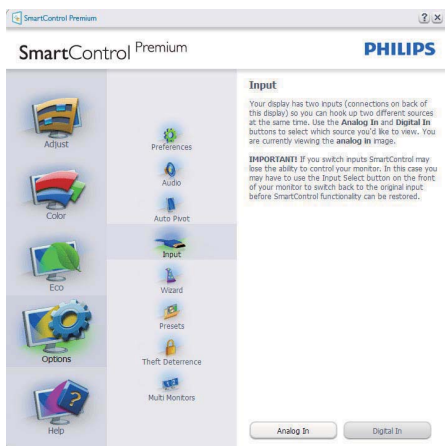 SmartControl Premium
SmartControl Premium
PHILIPS
Adjust
Color
Eco
Options
Help
Preferences
Audio
Auto Pivot
Input
Wizard
Presets
Theft Deterrence
Multi Monitors
Input
Your display has two inputs (connections on back of
this display) so you can hook up two different sources
at the same time. Use the Analog In and Digital In
buttons to select which source you'd like to view. You
are currently viewing the analog in image.
IMPORTANT! If you switch inputs SmartControl may
lose the ability to control your monitor. In this case you
may have to use the Input Select button on the front
of your monitor to switch back to the original input
before SmartControl functionality can be restored.
Analog In
Digital In